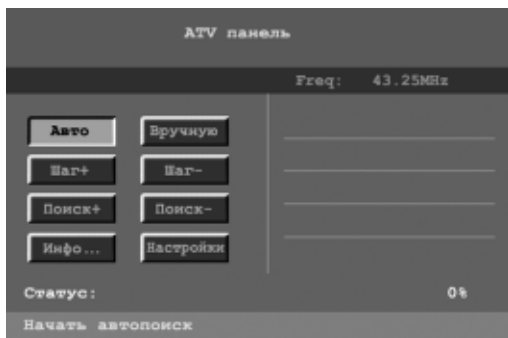 ATV панель
Freq: 43.25MHz
Авто Вручную
Шаг+ Шаг-
Поиск+ Поиск-
Инфо... Настройки
Статус: 0%
Начать автопоиск